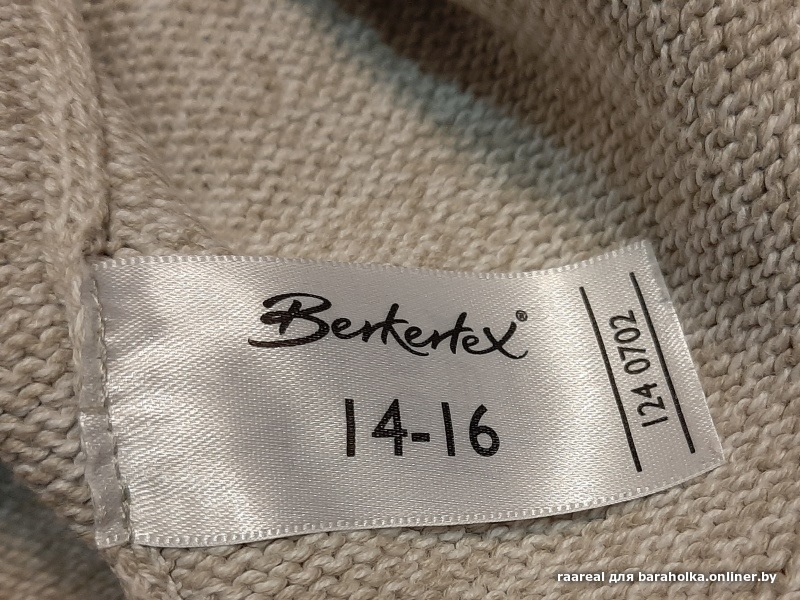 Berkertex®
14-16
124 0702
raareal для baraholka.onliner.by